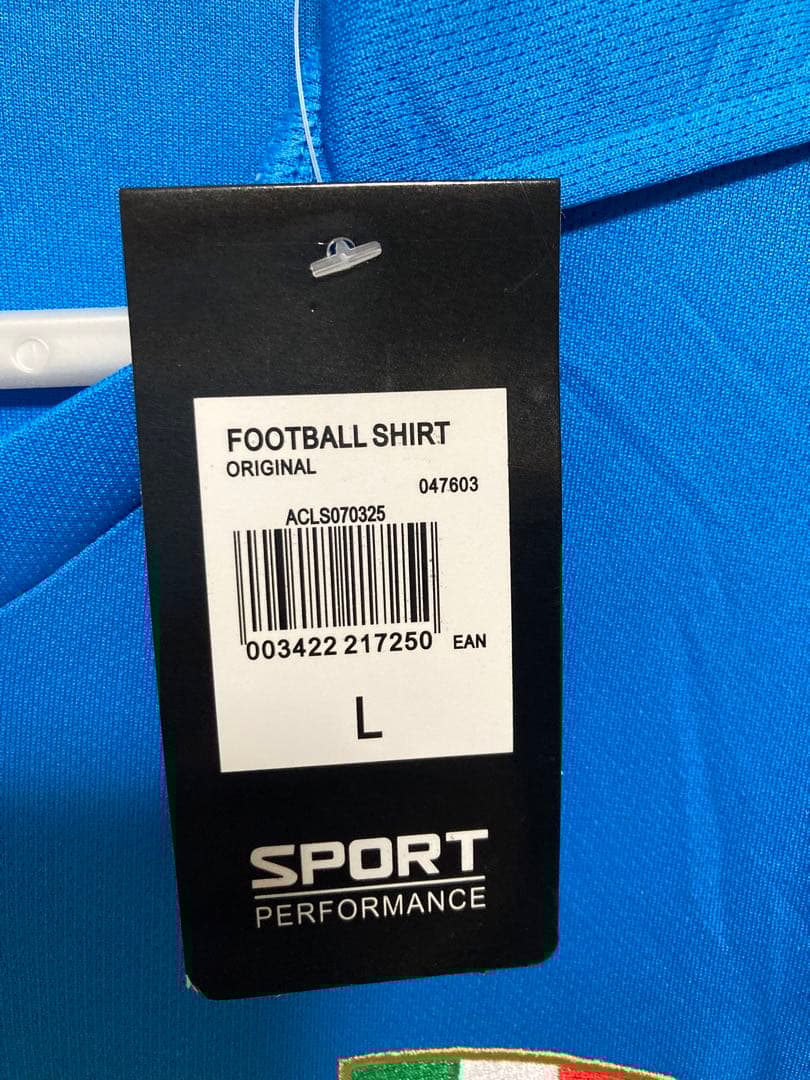 FOOTBALL SHIRT
ORIGINAL
047603
ACLS070325
003422 217250 EAN
L
SPORT
PERFORMANCE